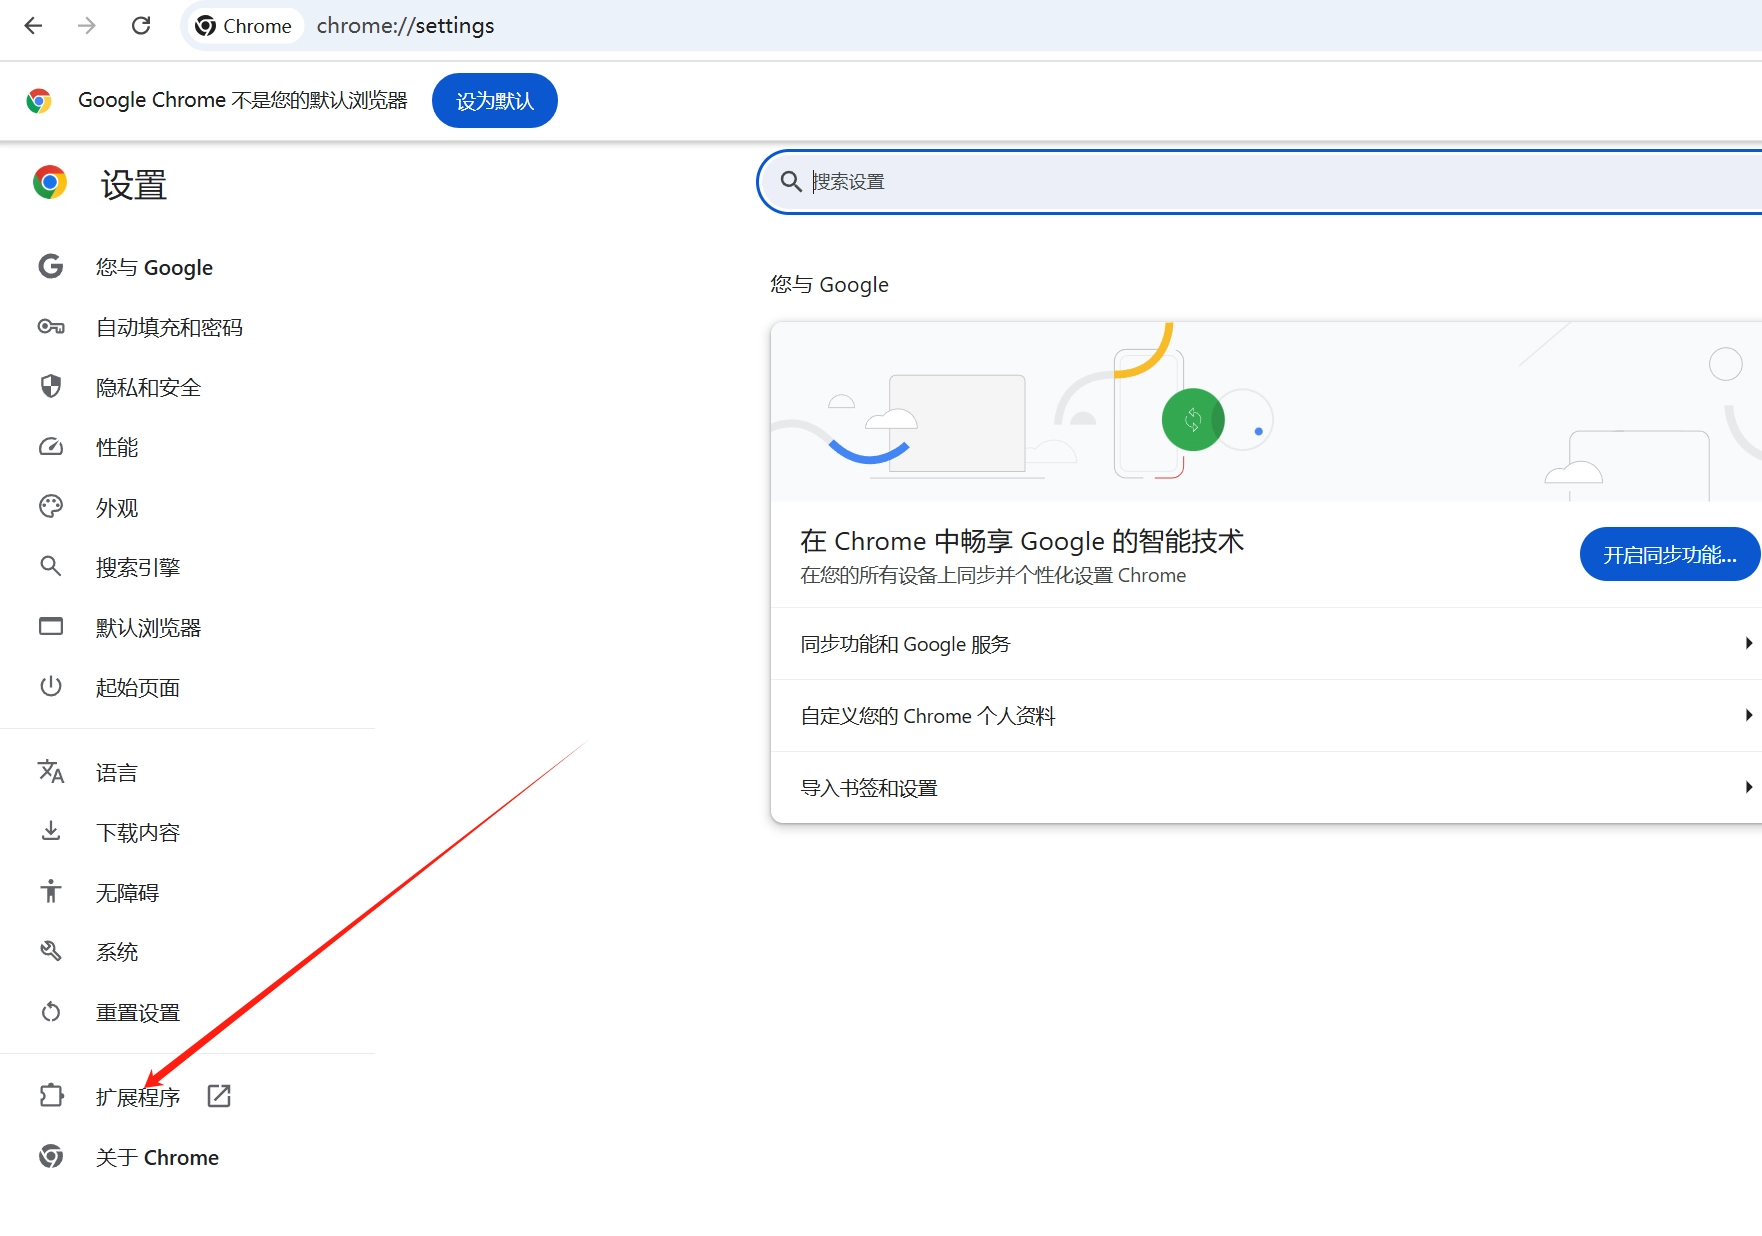 Chrome chrome://settings
Google Chrome 不是您的默认浏览器 设为默认
设置
搜索设置
您与 Google
自动填充和密码
隐私和安全
性能
外观
搜索引擎
默认浏览器
起始页面
语言
下载内容
无障碍
系统
重置设置
扩展程序
关于 Chrome
您与 Google
在 Chrome 中畅享 Google 的智能技术
在您的所有设备上同步并个性化设置 Chrome
开启同步功能...
同步功能和 Google 服务
自定义您的 Chrome 个人资料
导入书签和设置